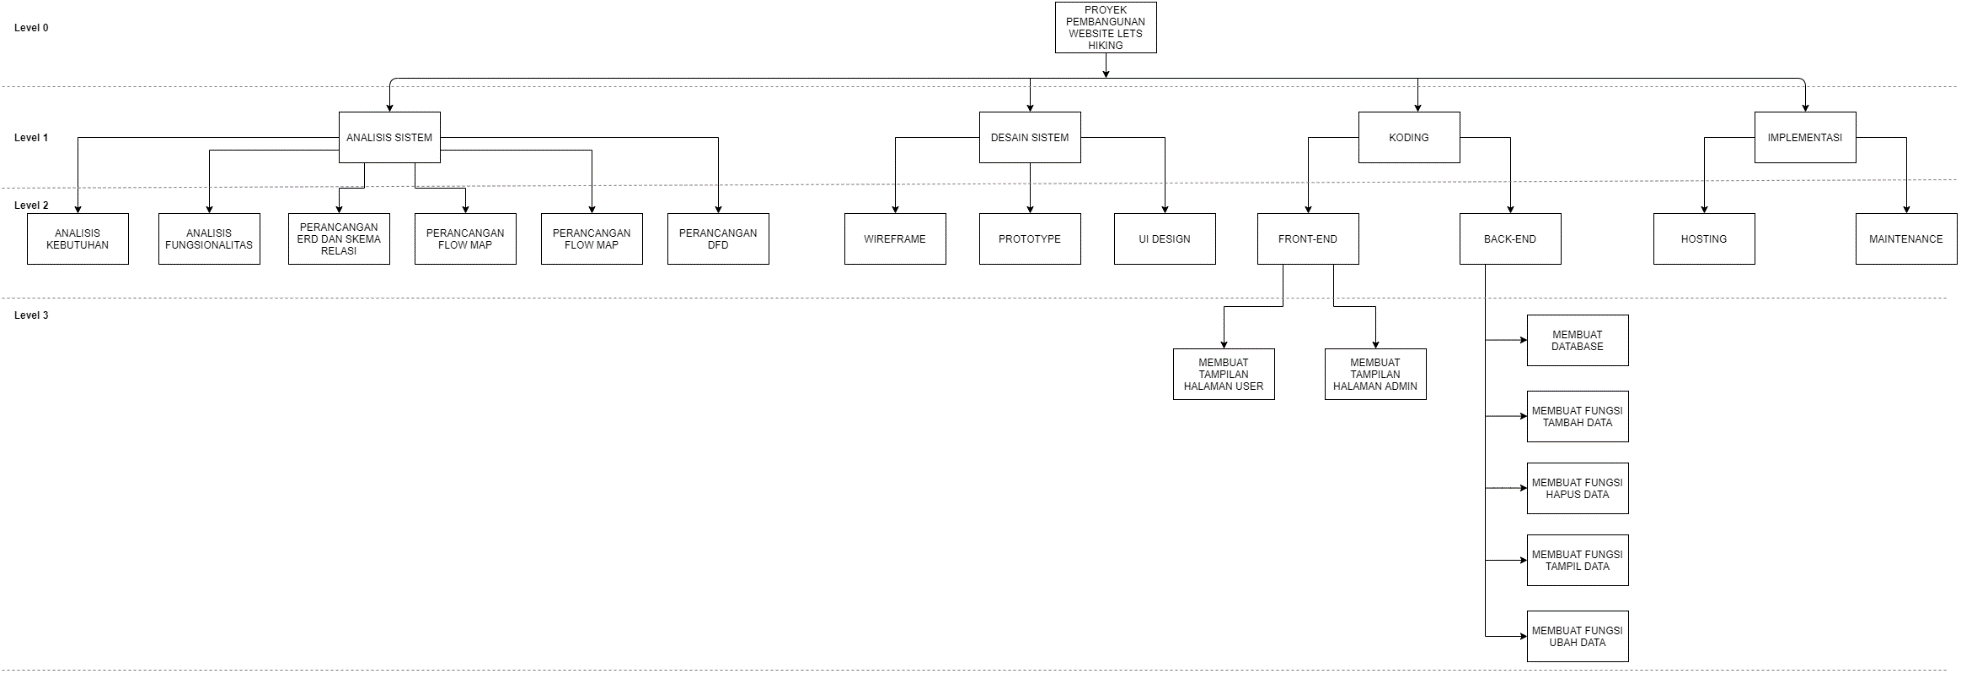 Level 0
PROYEK
PEMBANGUNAN
WEBSITE LETS
HIKING
Level 1
ANALISIS SISTEM
DESAIN SISTEM
KODING
IMPLEMENTASI
Level 2
ANALISIS
KEBUTUHAN
ANALISIS
FUNGSIONALITAS
PERANCANGAN
ERD DAN SKEMA
RELASI
PERANCANGAN
FLOW MAP
PERANCANGAN
FLOW MAP
PERANCANGAN
DFD
WIREFRAME
PROTOTYPE
UI DESIGN
FRONT-END
BACK-END
HOSTING
MAINTENANCE
Level 3
MEMBUAT
TAMPILAN
HALAMAN USER
MEMBUAT
TAMPILAN
HALAMAN ADMIN
MEMBUAT
DATABASE
MEMBUAT FUNGSI
TAMBAH DATA
MEMBUAT FUNGSI
HAPUS DATA
MEMBUAT FUNGSI
TAMPIL DATA
MEMBUAT FUNGSI
UBAH DATA